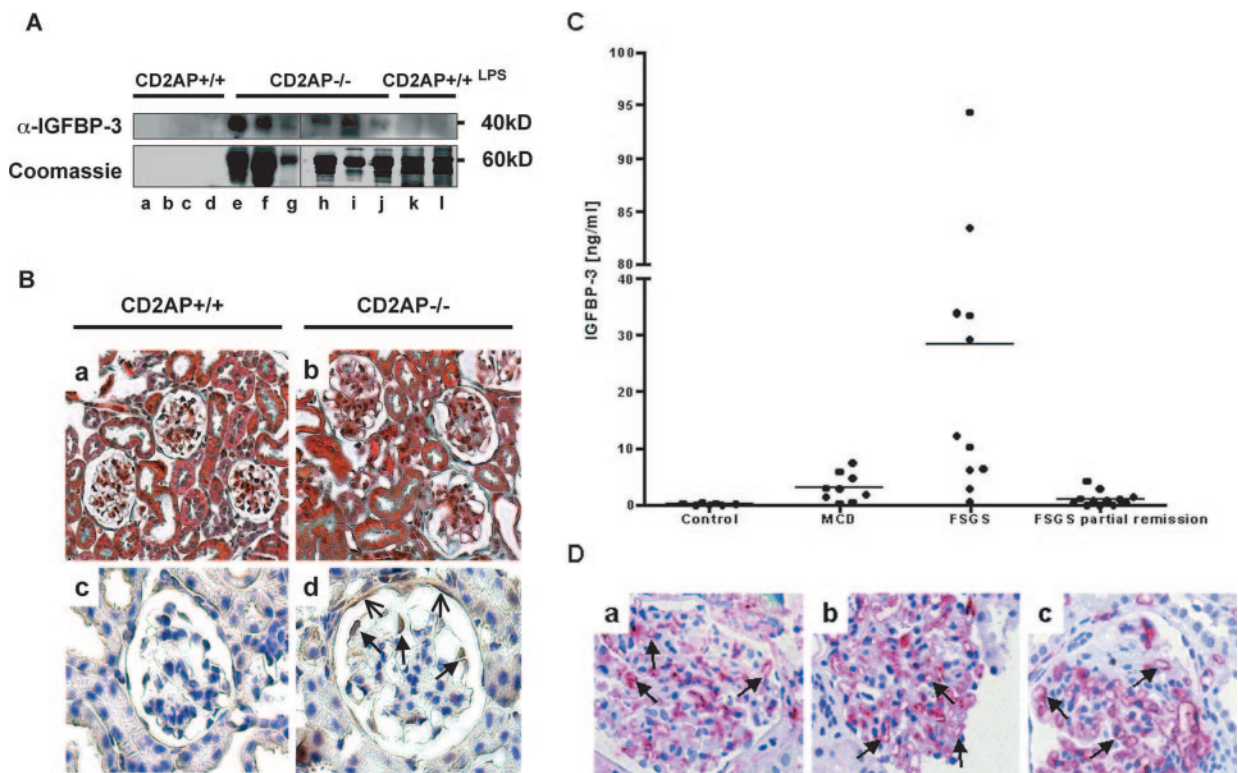 A
CD2AP+/+ CD2AP-/- CD2AP+/+ LPS
α-IGFBP-3 40kD
Coomassie 60kD
a b c d e f g h i j k l
B
CD2AP+/+ CD2AP-/-
a b
c d
C
IGFBP-3 [ng/ml]
100
95
90
85
80
40
30
20
10
0
Control MCD FSGS FSGS partial remission
D
a b c